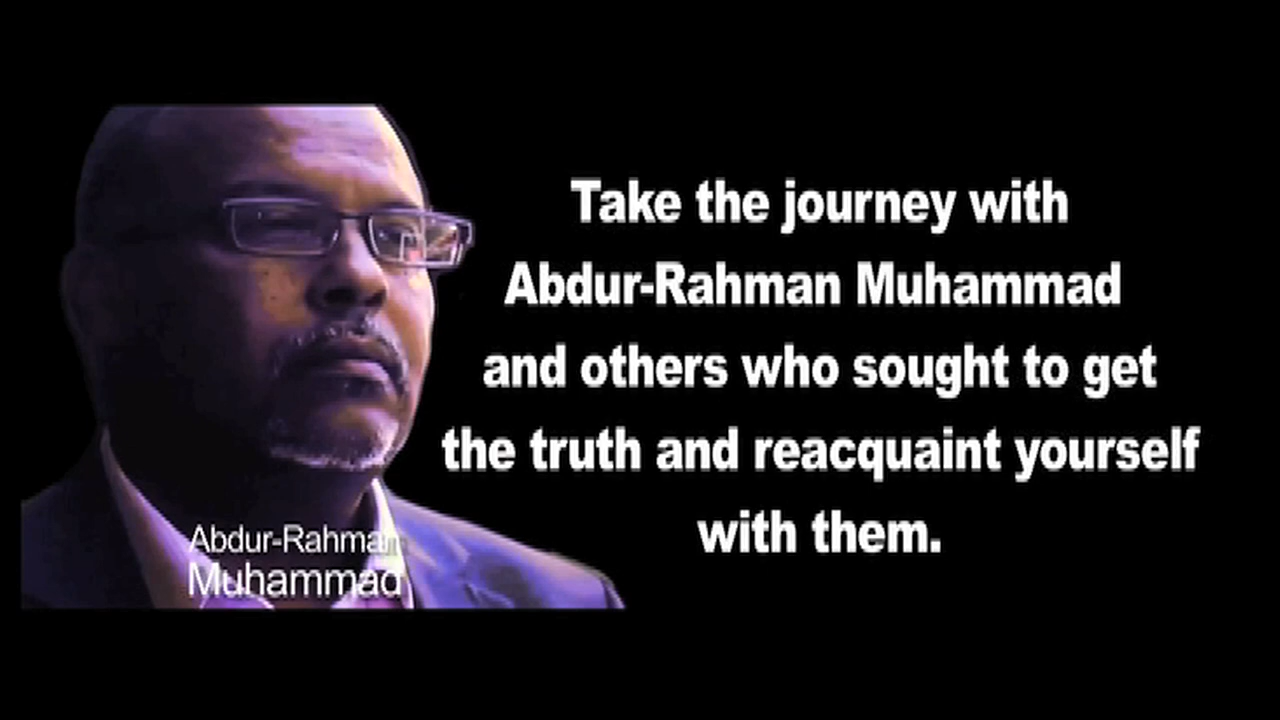 Take the journey with
Abdur-Rahman Muhammad
and others who sought to get
the truth and reacquaint yourself
with them.
Abdur-Rahman
Muhammad